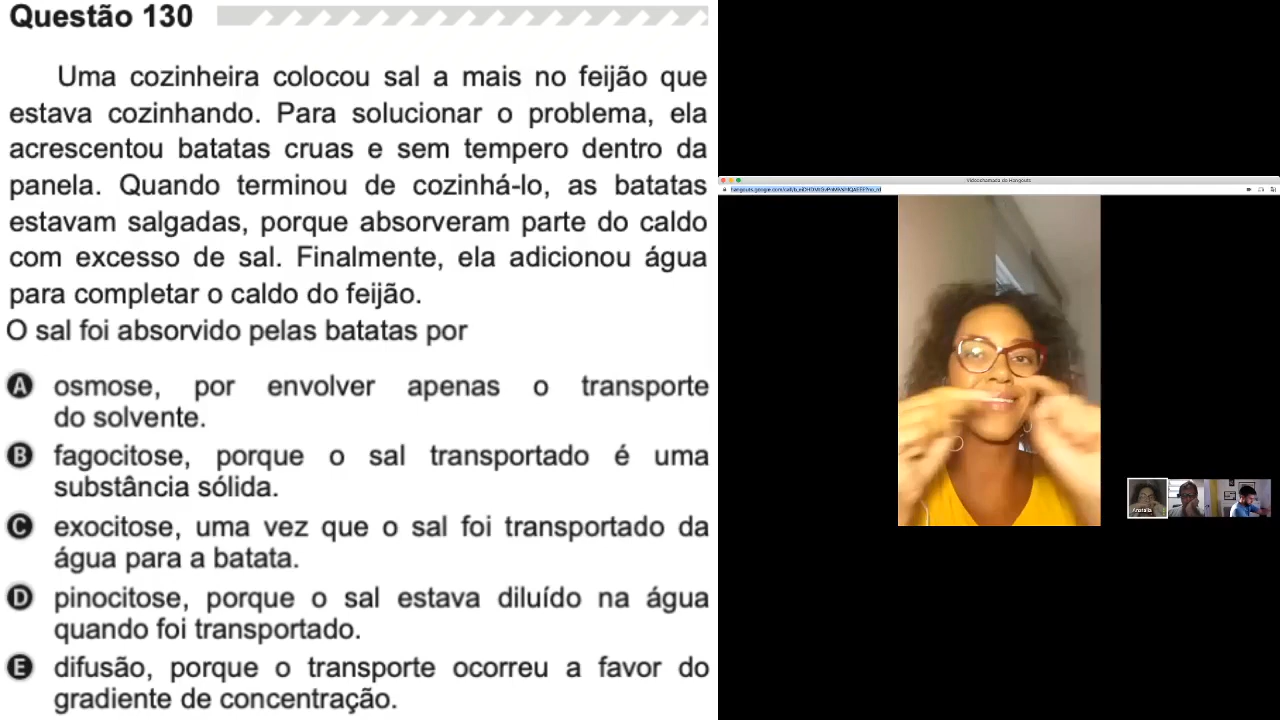 Questão 130
Uma cozinheira colocou sal a mais no feijão que
estava cozinhando. Para solucionar o problema, ela
acrescentou batatas cruas e sem tempero dentro da
panela. Quando terminou de cozinhá-lo, as batatas
estavam salgadas, porque absorveram parte do caldo
com excesso de sal. Finalmente, ela adicionou água
para completar o caldo do feijão.
O sal foi absorvido pelas batatas por
A osmose, por envolver apenas o transporte
do solvente.
B fagocitose, porque o sal transportado é uma
substância sólida.
C exocitose, uma vez que o sal foi transportado da
água para a batata.
D pinocitose, porque o sal estava diluído na água
quando foi transportado.
E difusão, porque o transporte ocorreu a favor do
gradiente de concentração.
Videochamada do Hangouts